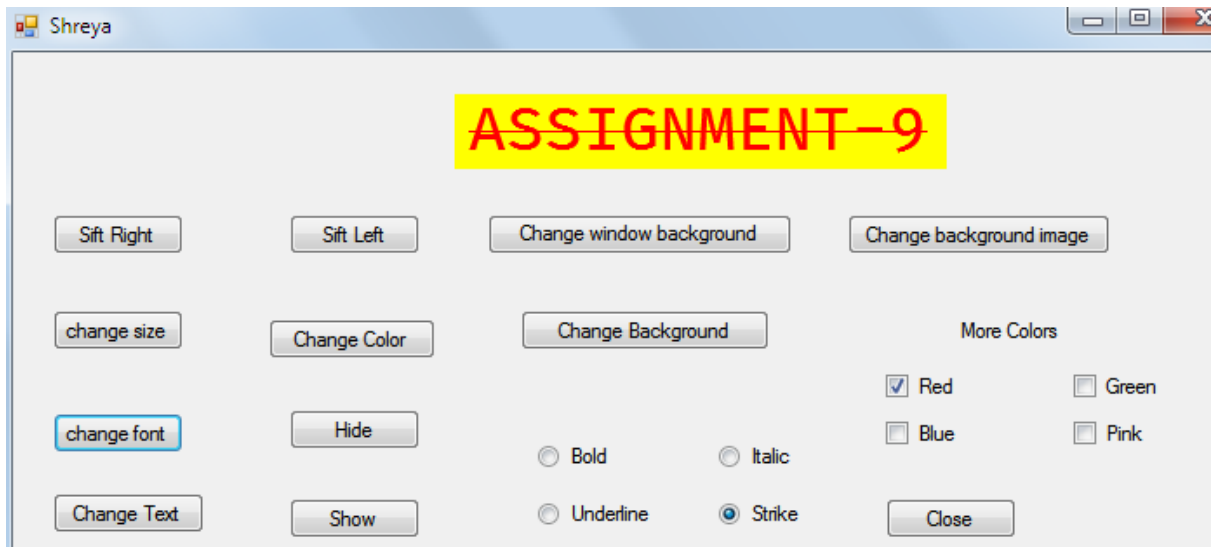 Shreya
ASSIGNMENT-9
Sift Right Sift Left Change window background Change background image
change size Change Color Change Background More Colors
Red Green
change font Hide Blue Pink
Bold Italic
Change Text Show Underline Strike Close